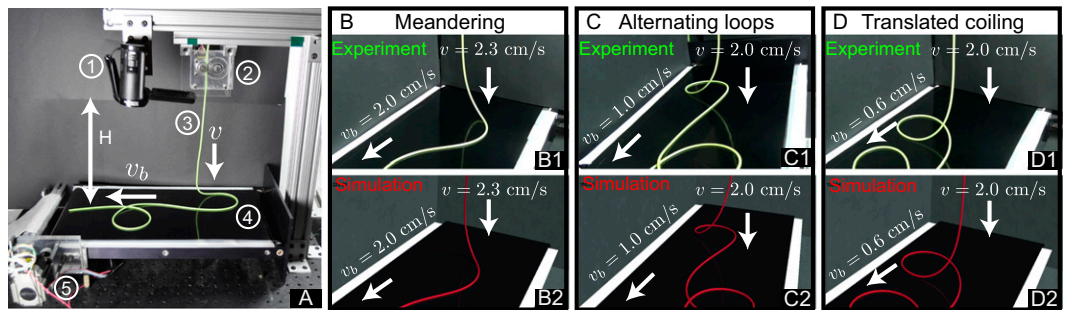 1
2
3
H
v
v_b
4
5
A
B Meandering
Experiment v = 2.3 cm/s
v_b = 2.0 cm/s
B1
Simulation v = 2.3 cm/s
v_b = 2.0 cm/s
B2
C Alternating loops
Experiment v = 2.0 cm/s
v_b = 1.0 cm/s
C1
Simulation v = 2.0 cm/s
v_b = 1.0 cm/s
C2
D Translated coiling
Experiment v = 2.0 cm/s
v_b = 0.6 cm/s
D1
Simulation v = 2.0 cm/s
v_b = 0.6 cm/s
D2